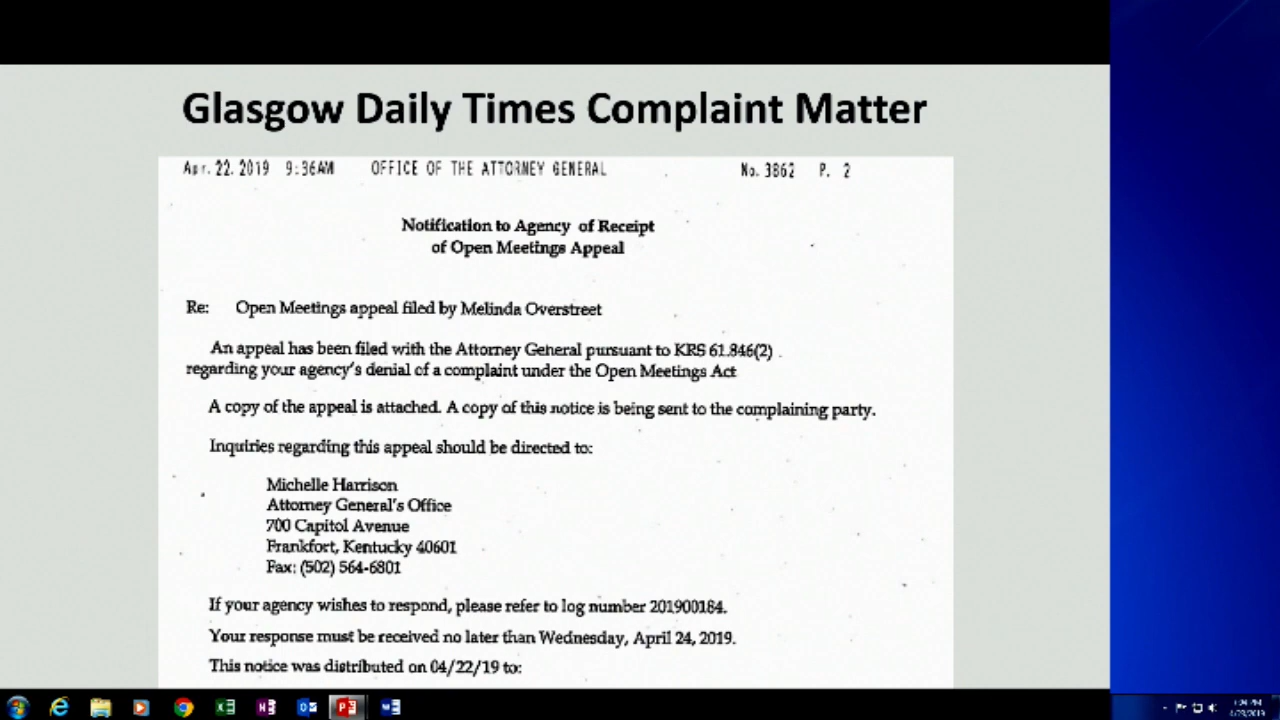 Glasgow Daily Times Complaint Matter
Apr. 22. 2019 9:36AM OFFICE OF THE ATTORNEY GENERAL No. 3862 P. 2
Notification to Agency of Receipt
of Open Meetings Appeal
Re: Open Meetings appeal filed by Melinda Overstreet
An appeal has been filed with the Attorney General pursuant to KRS 61.846(2)
regarding your agency's denial of a complaint under the Open Meetings Act
A copy of the appeal is attached. A copy of this notice is being sent to the complaining party.
Inquiries regarding this appeal should be directed to:
Michelle Harrison
Attorney General's Office
700 Capitol Avenue
Frankfort, Kentucky 40601
Fax: (502) 564-6801
If your agency wishes to respond, please refer to log number 201900184.
Your response must be received no later than Wednesday, April 24, 2019.
This notice was distributed on 04/22/19 to: